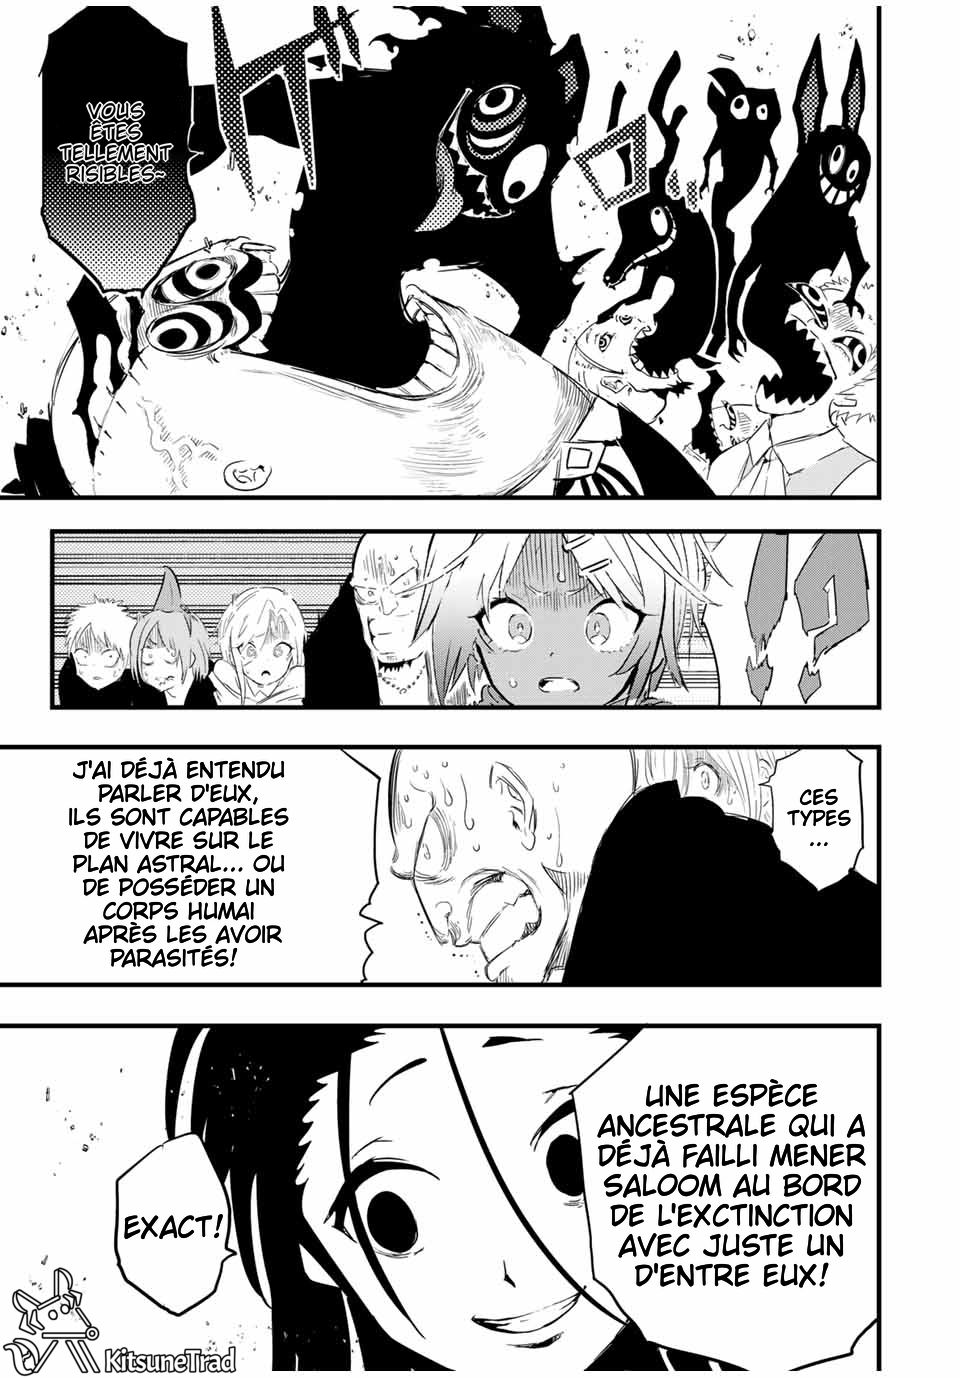 VOUS
ÊTES
TELLEMENT
RISIBLES~
CES
TYPES
...
J'AI DÉJÀ ENTENDU
PARLER D'EUX,
ILS SONT CAPABLES
DE VIVRE SUR LE
PLAN ASTRAL... OU
DE POSSÉDER UN
CORPS HUMAI
APRÈS LES AVOIR
PARASITÉS!
UNE ESPÈCE
ANCESTRALE QUI A
DÉJÀ FAILLI MENER
SALOOM AU BORD
DE L'EXCTINCTION
AVEC JUSTE UN
D'ENTRE EUX!
EXACT!
KitsuneTrad